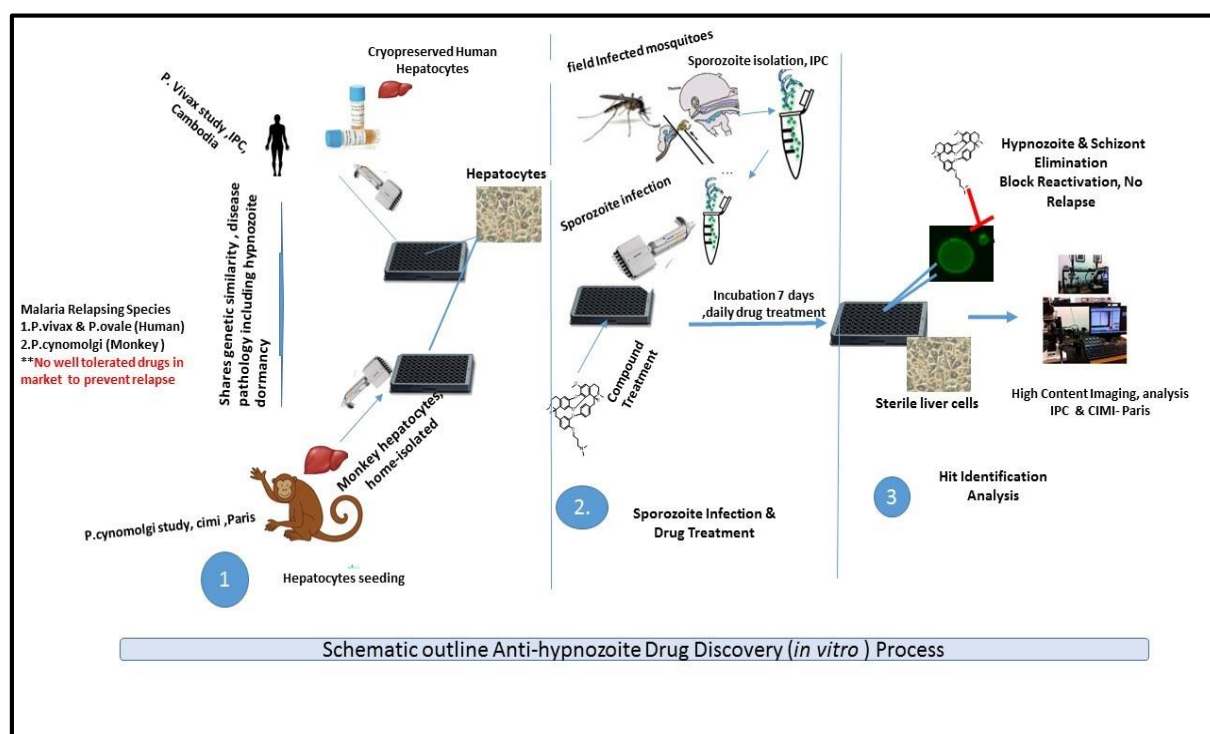 Cryopreserved Human
Hepatocytes
P. Vivax study ,IPC,
Cambodia
Hepatocytes
Shares genetic similarity , disease
pathology including hypnozoite
dormancy
Malaria Relapsing Species
1.P.vivax & P.ovale (Human)
2.P.cynomolgi (Monkey )
**No well tolerated drugs in
market to prevent relapse
Monkey hepatocytes,
home-isolated
P.cynomolgi study, cimi ,Paris
1
Hepatocytes seeding
field Infected mosquitoes
Sporozoite isolation, IPC
...
Sporozoite infection
Incubation 7 days
,daily drug treatment
Compound
Treatment
2.
Sporozoite Infection &
Drug Treatment
Hypnozoite & Schizont
Elimination
Block Reactivation, No
Relapse
Sterile liver cells
High Content Imaging, analysis
IPC & CIMI- Paris
3
Hit Identification
Analysis
Schematic outline Anti-hypnozoite Drug Discovery (in vitro ) Process